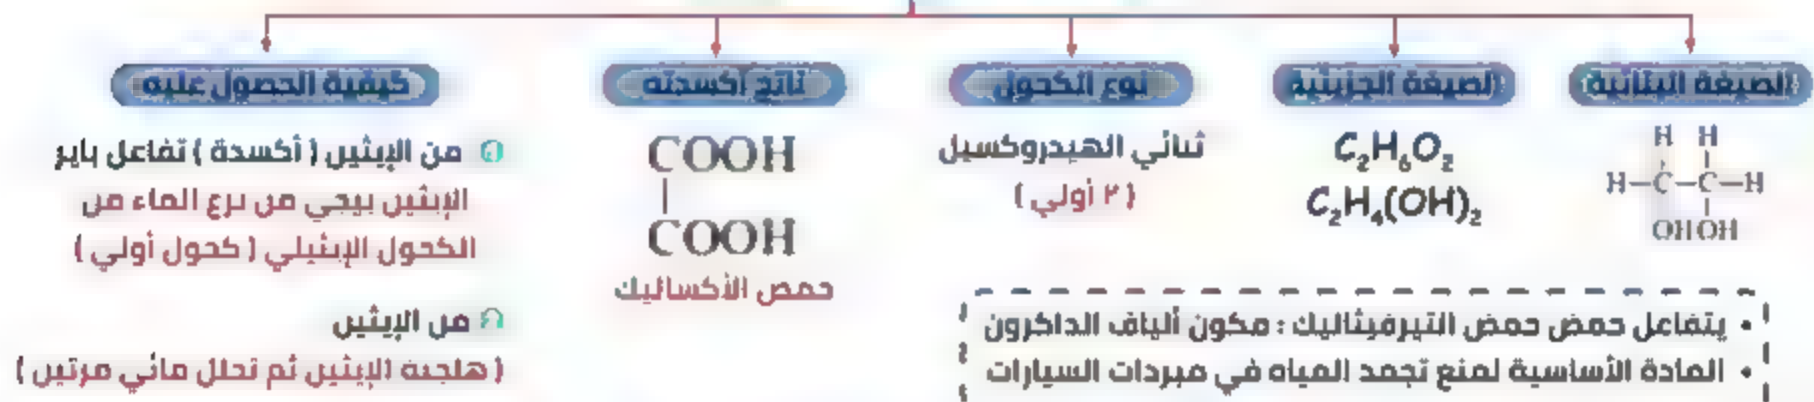 الصيغة البنائية
H H
H–C–C–H
OH OH
الصيغة الجزيئية
C₂H₆O₂
C₂H₄(OH)₂
نوع الكحول
ثنائي الهيدروكسيل
( ٢ أولي )
ناتج أكسدته
COOH
COOH
حمض الأكساليك
كيفية الحصول عليه
من الإيثين ( أكسدة ) تفاعل باير
الإيثين بيجي من نزع الماء من
الكحول الإيثيلي ( كحول أولي )
من الإيثين
( هلجنة الإيثين ثم تحلل مائي مرتين )
• يتفاعل حمض حمض التيرفيثاليك : مكون ألياف الداكرون
• المادة الأساسية لمنع تجمد المياه في مبردات السيارات